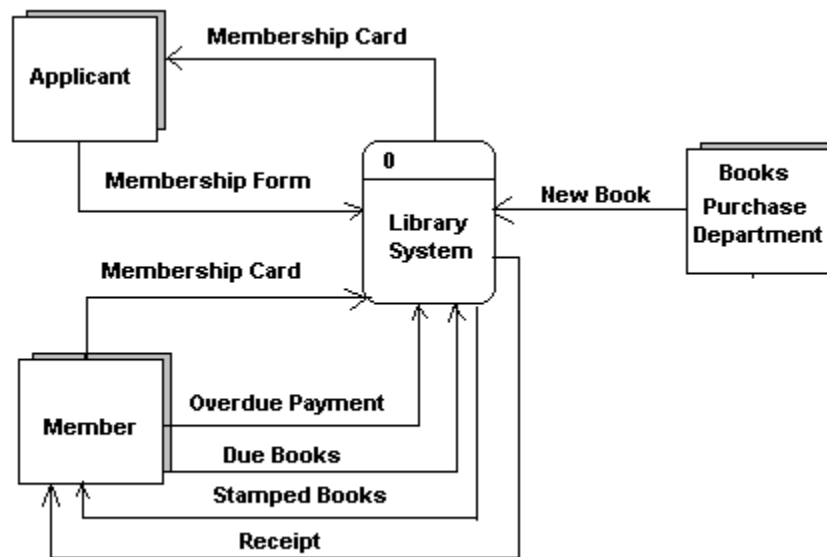 Membership Card
Applicant
0
Membership Form
New Book
Books
Purchase
Department
Library
System
Membership Card
Overdue Payment
Member
Due Books
Stamped Books
Receipt